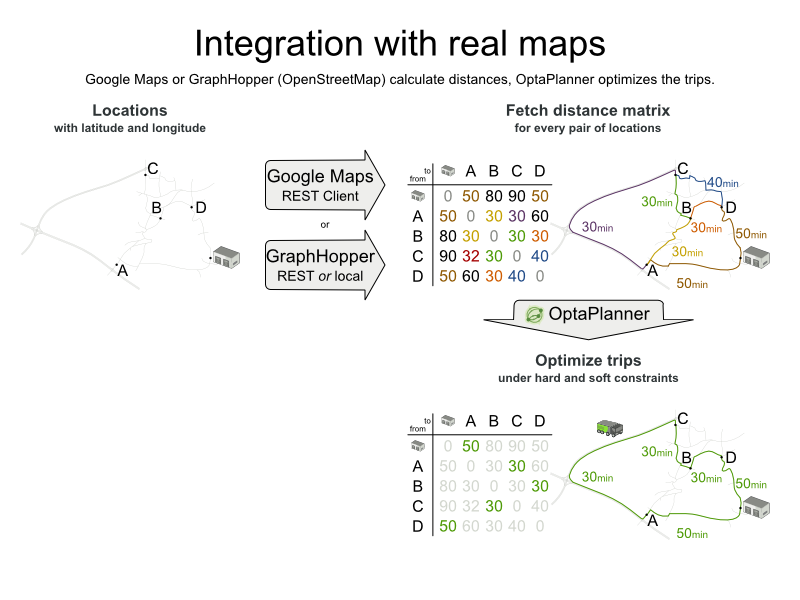 Integration with real maps
Google Maps or GraphHopper (OpenStreetMap) calculate distances, OptaPlanner optimizes the trips.
Locations
with latitude and longitude
C
B
D
A
Google Maps
REST Client
or
GraphHopper
REST or local
Fetch distance matrix
for every pair of locations
to
from
A B C D
0 50 80 90 50
A 50 0 30 30 60
B 80 30 0 30 30
C 90 32 30 0 40
D 50 60 30 40 0
C
40min
30min
B
D
30min
30min
50min
30min
A
50min
OptaPlanner
Optimize trips
under hard and soft constraints
to
from
A B C D
0 50 80 90 50
A 50 0 30 30 60
B 80 30 0 30 30
C 90 32 30 0 40
D 50 60 30 40 0
C
30min
B
D
30min
30min
50min
A
50min